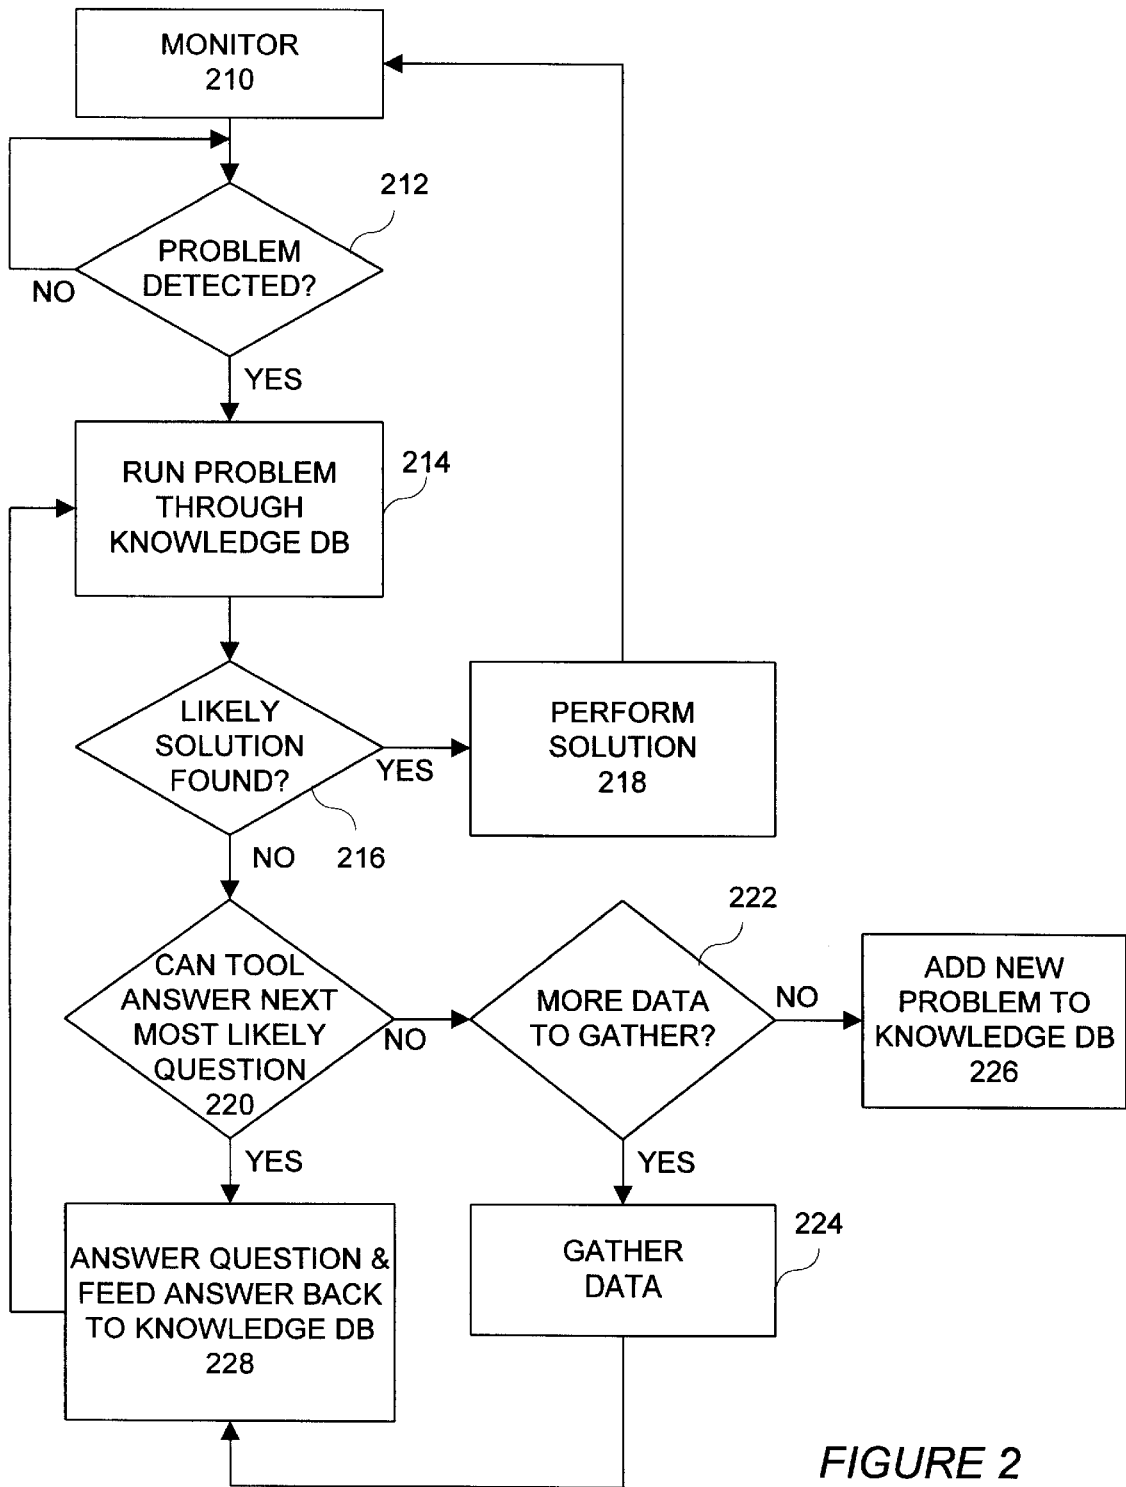 MONITOR
210
212
PROBLEM
DETECTED?
NO
YES
214
RUN PROBLEM
THROUGH
KNOWLEDGE DB
LIKELY
SOLUTION
FOUND?
YES
PERFORM
SOLUTION
218
NO
216
CAN TOOL
ANSWER NEXT
MOST LIKELY
QUESTION
220
NO
222
MORE DATA
TO GATHER?
NO
ADD NEW
PROBLEM TO
KNOWLEDGE DB
226
YES
YES
ANSWER QUESTION &
FEED ANSWER BACK
TO KNOWLEDGE DB
228
224
GATHER
DATA
FIGURE 2